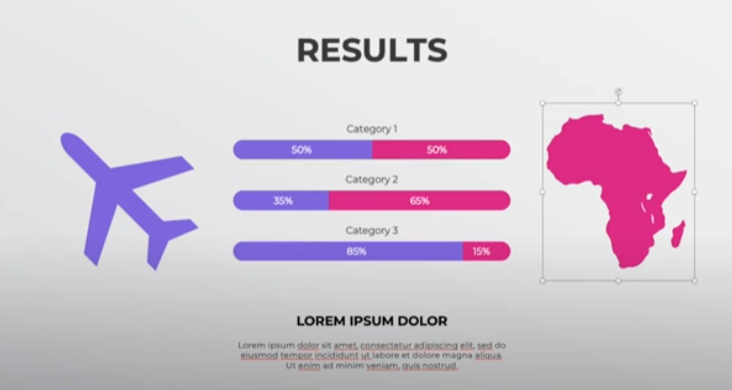 RESULTS
Category 1
50% 50%
Category 2
35% 65%
Category 3
85% 15%
LOREM IPSUM DOLOR
Lorem ipsum dolor sit amet, consectetur adipiscing elit, sed do
eiusmod tempor incididunt ut labore et dolore magna aliqua.
Ut enim ad minim veniam, quis nostrud.